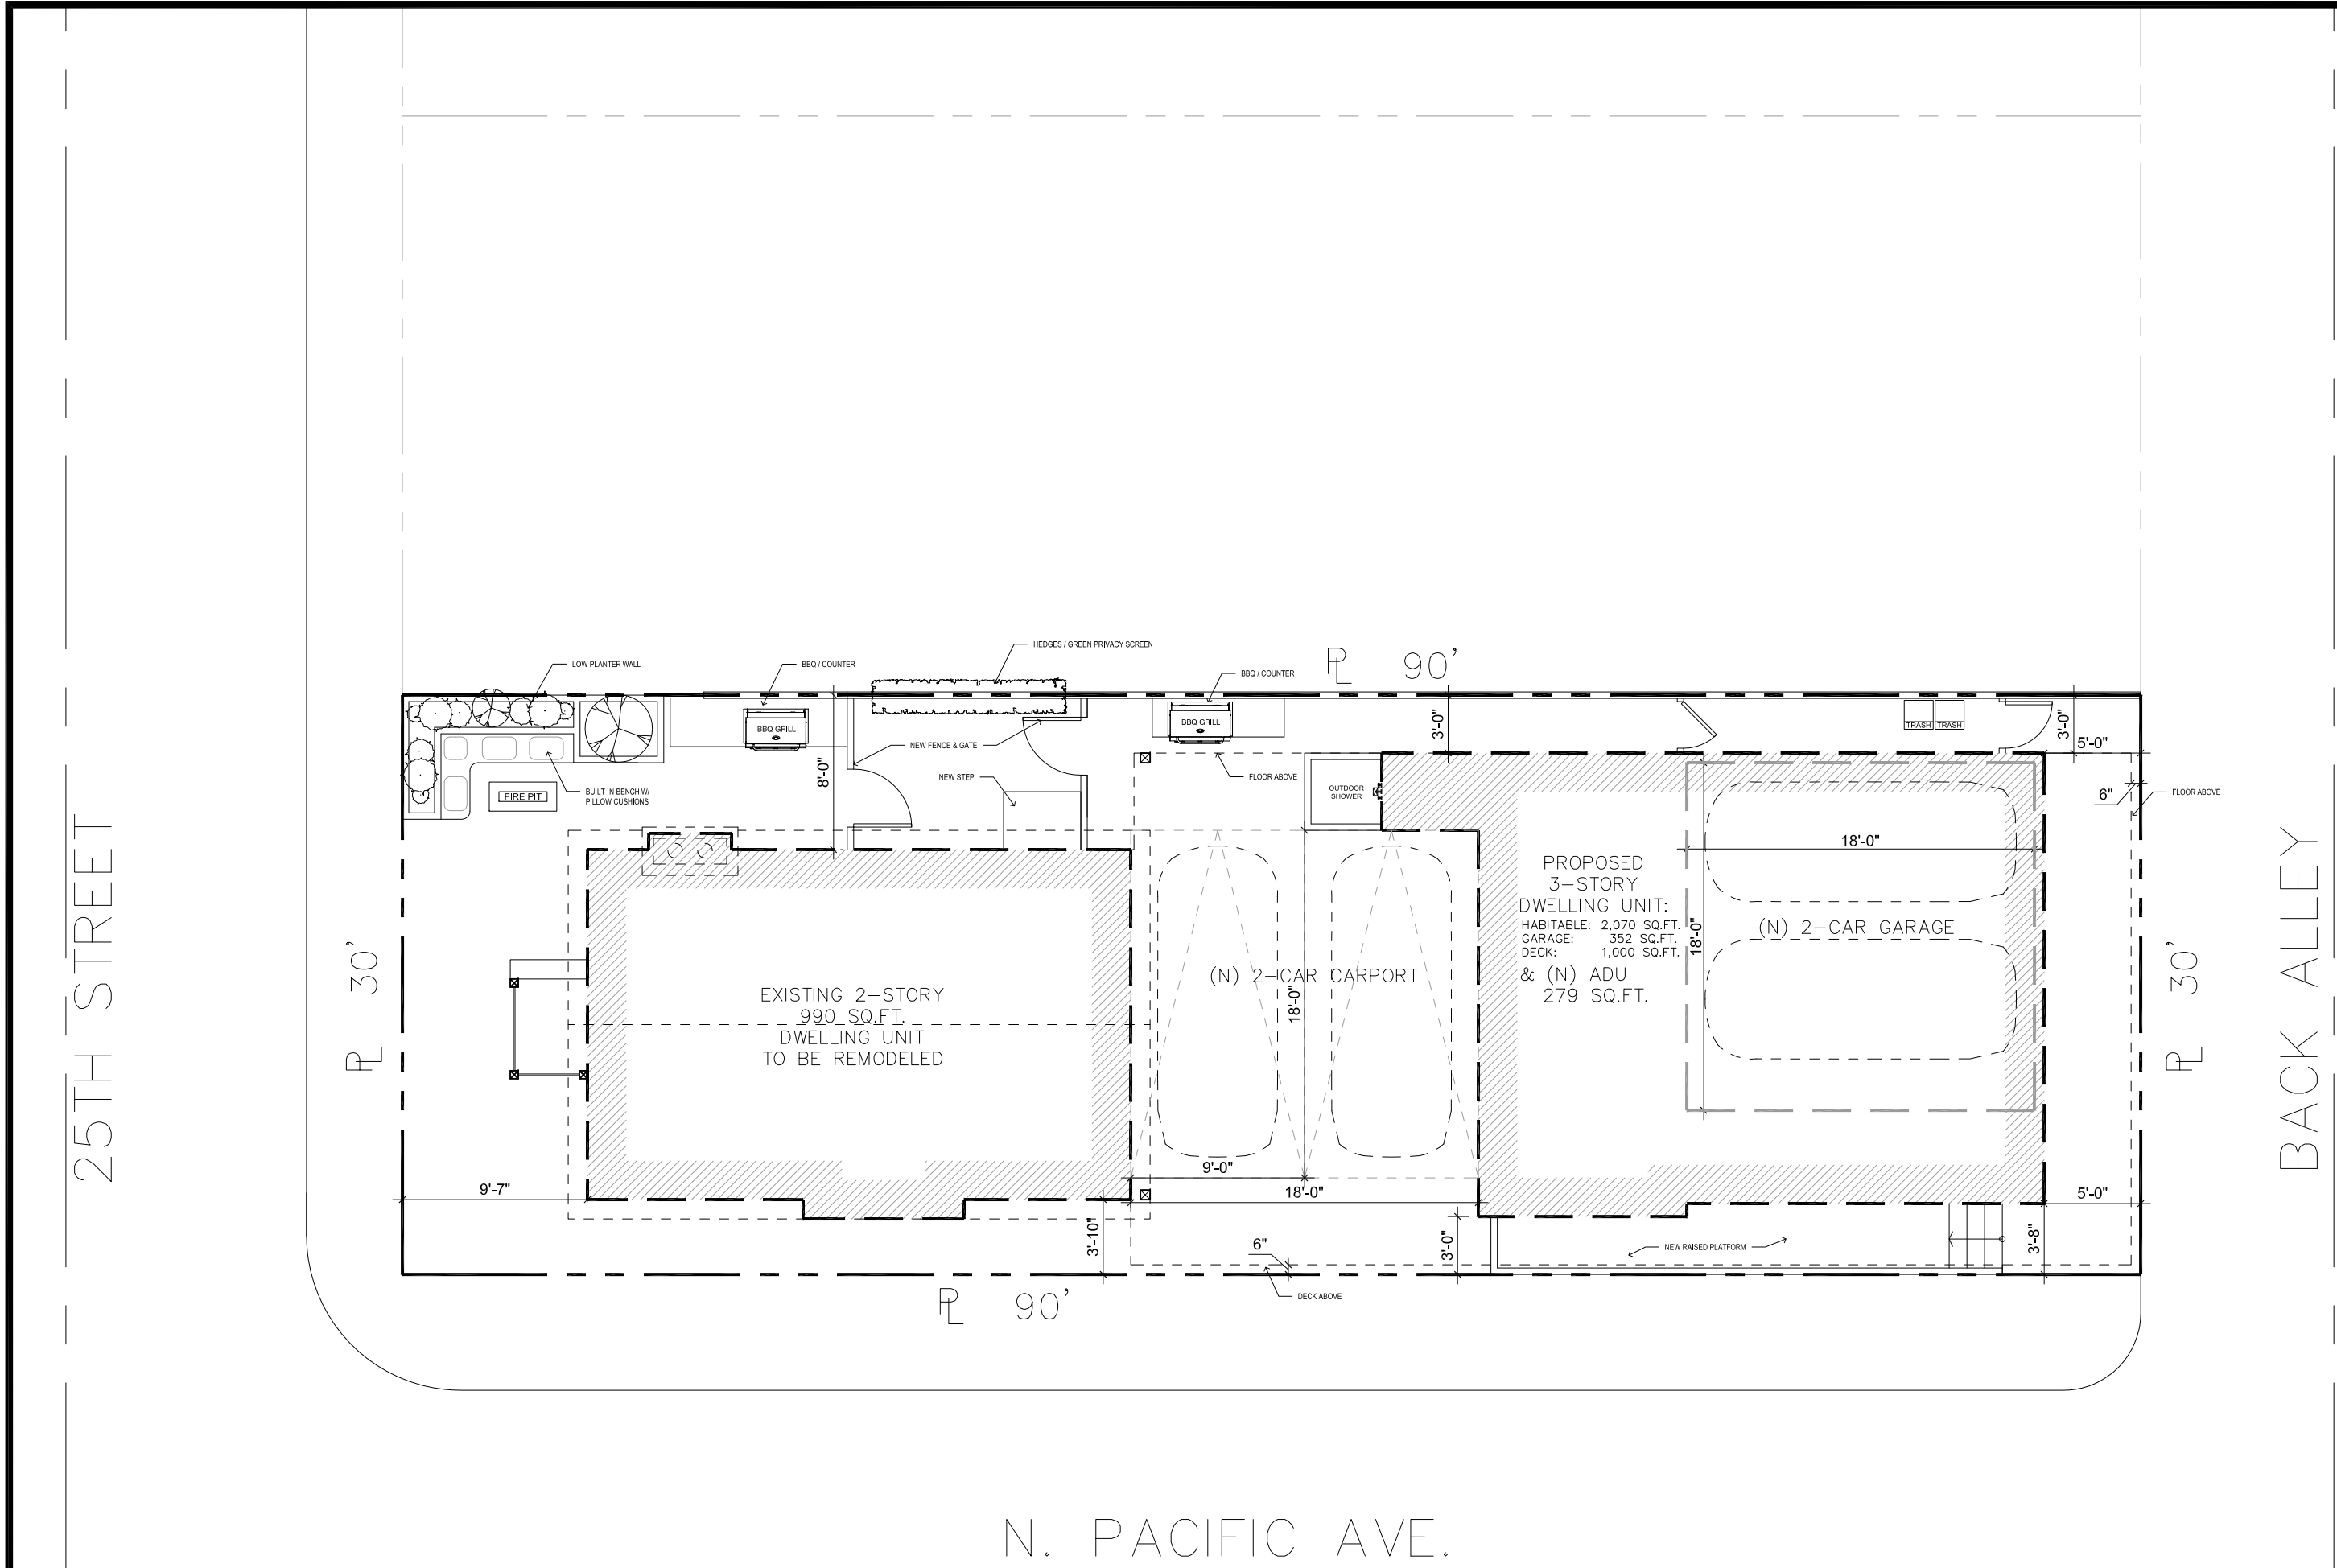 HEDGES / GREEN PRIVACY SCREEN
LOW PLANTER WALL
BBQ / COUNTER
BBQ / COUNTER
PL 90'
BBQ GRILL
BBQ GRILL
TRASH
TRASH
3'-0"
3'-0"
5'-0"
NEW FENCE & GATE
8'-0"
NEW STEP
FLOOR ABOVE
OUTDOOR
SHOWER
6"
FLOOR ABOVE
FIRE PIT
BUILT-IN BENCH W/
PILLOW CUSHIONS
18'-0"
PROPOSED
3-STORY
DWELLING UNIT:
HABITABLE: 2,070 SQ.FT.
GARAGE: 352 SQ.FT.
DECK: 1,000 SQ.FT.
& (N) ADU
279 SQ.FT.
18'-0"
(N) 2-CAR GARAGE
(N) 2-CAR CARPORT
18'-0"
EXISTING 2-STORY
990 SQ.FT.
DWELLING UNIT
TO BE REMODELED
PL 30'
PL 30'
25TH STREET
BACK ALLEY
9'-7"
9'-0"
18'-0"
5'-0"
3'-10"
6"
3'-0"
NEW RAISED PLATFORM
3'-8"
DECK ABOVE
PL 90'
N. PACIFIC AVE.